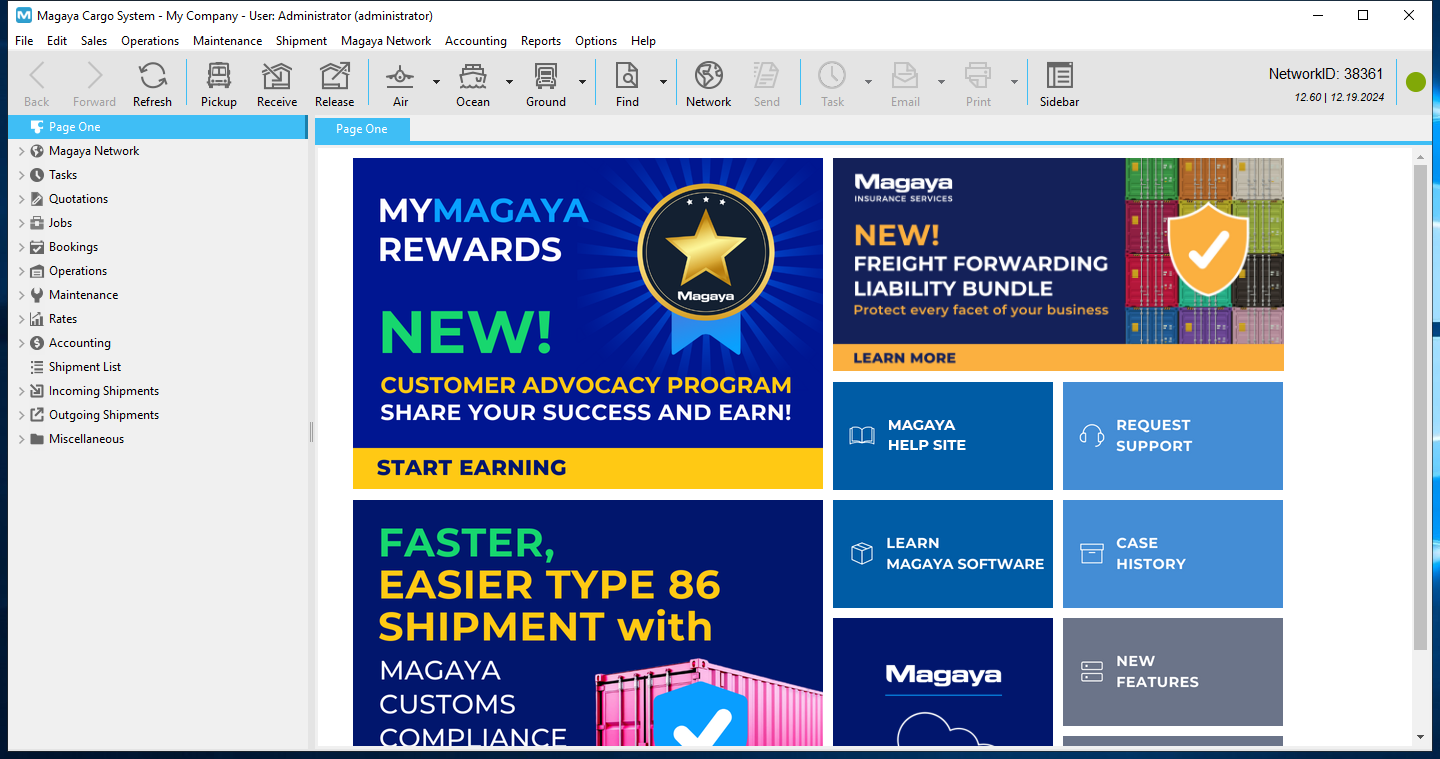 Magaya Cargo System - My Company - User: Administrator (administrator)
File Edit Sales Operations Maintenance Shipment Magaya Network Accounting Reports Options Help
Back Forward Refresh Pickup Receive Release Air Ocean Ground Find Network Send Task Email Print Sidebar
NetworkID: 38361
12.60 | 12.19.2024
Page One
Magaya Network
Tasks
Quotations
Jobs
Bookings
Operations
Maintenance
Rates
Accounting
Shipment List
Incoming Shipments
Outgoing Shipments
Miscellaneous
Page One
MYMAGAYA
REWARDS
Magaya
NEW!
CUSTOMER ADVOCACY PROGRAM
SHARE YOUR SUCCESS AND EARN!
START EARNING
Magaya
INSURANCE SERVICES
NEW!
FREIGHT FORWARDING
LIABILITY BUNDLE
Protect every facet of your business
LEARN MORE
MAGAYA
HELP SITE
REQUEST
SUPPORT
LEARN
MAGAYA SOFTWARE
CASE
HISTORY
FASTER,
EASIER TYPE 86
SHIPMENT with
MAGAYA
CUSTOMS
COMPLIANCE
Magaya
NEW
FEATURES